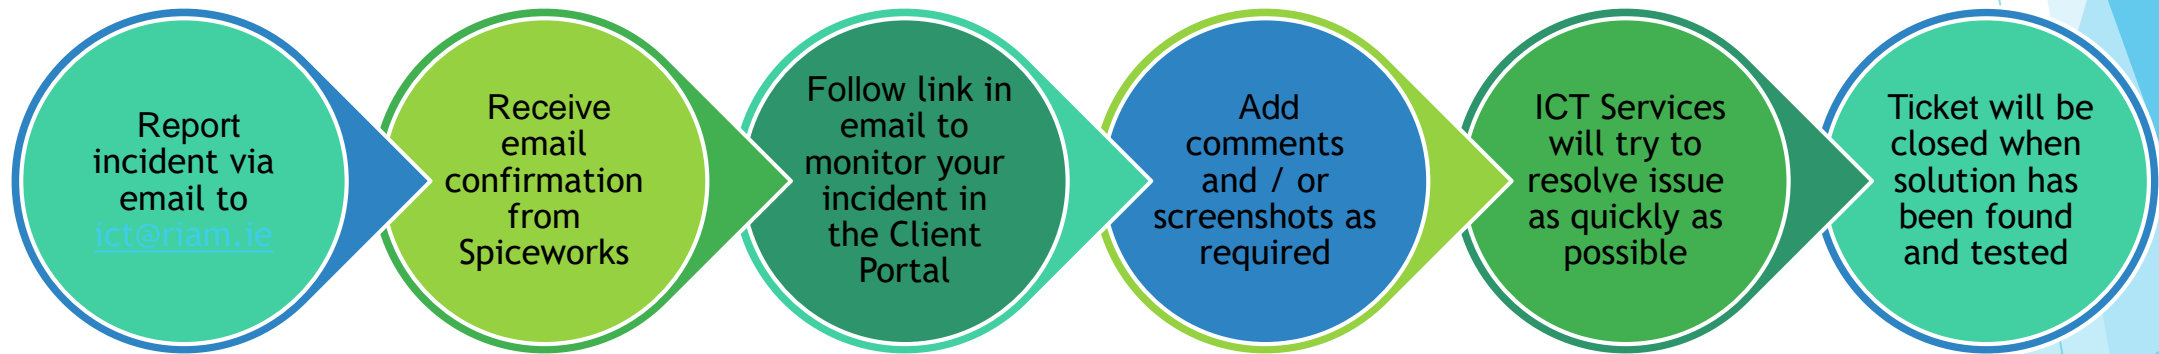 Report
incident via
email to
ict@riam.ie
Receive
email
confirmation
from
Spiceworks
Follow link in
email to
monitor your
incident in
the Client
Portal
Add
comments
and / or
screenshots as
required
ICT Services
will try to
resolve issue
as quickly as
possible
Ticket will be
closed when
solution has
been found
and tested